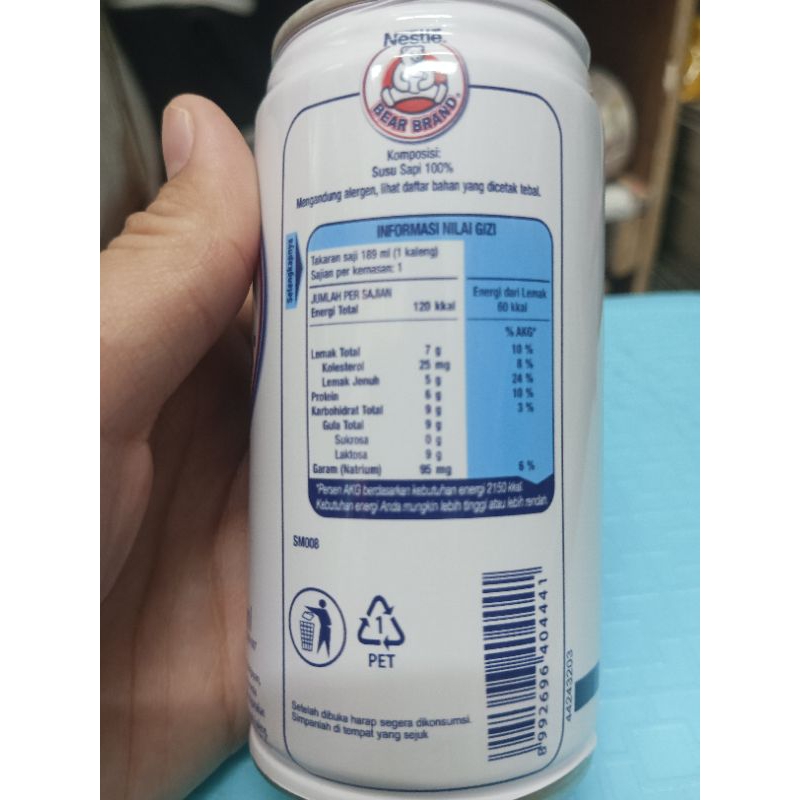 Nestlé.
BEAR BRAND.
Komposisi:
Susu Sapi 100%
Mengandung alergen, lihat daftar bahan yang dicetak tebal.
Selengkapnya
INFORMASI NILAI GIZI
Takaran saji 189 ml (1 kaleng)
Sajian per kemasan: 1
JUMLAH PER SAJIAN
Energi Total 120 kkal
Energi dari Lemak
60 kkal
% AKG*
Lemak Total 7 g 10 %
Kolesterol 25 mg 8 %
Lemak Jenuh 5 g 24 %
Protein 6 g 10 %
Karbohidrat Total 9 g 3 %
Gula Total 9 g
Sukrosa 0 g
Laktosa 9 g
Garam (Natrium) 95 mg 6 %
*Persen AKG berdasarkan kebutuhan energi 2150 kkal.
Kebutuhan energi Anda mungkin lebih tinggi atau lebih rendah
SM008
1
PET
Setelah dibuka harap segera dikonsumsi.
Simpanlah di tempat yang sejuk
8 992696 404441
44243203